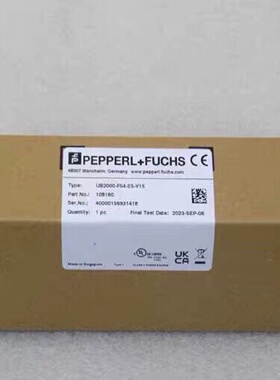 PEPPERL+FUCHS CE
68307 Mannheim, Germany www.pepperl-fuchs.com
Type: UB2000-F54-E5-V15
Part No.: 108160
Ser.No.: 40000156931418
Quantity: 1 pc Final Test Date: 2023-SEP-06
UK
CA
Made in Singapore